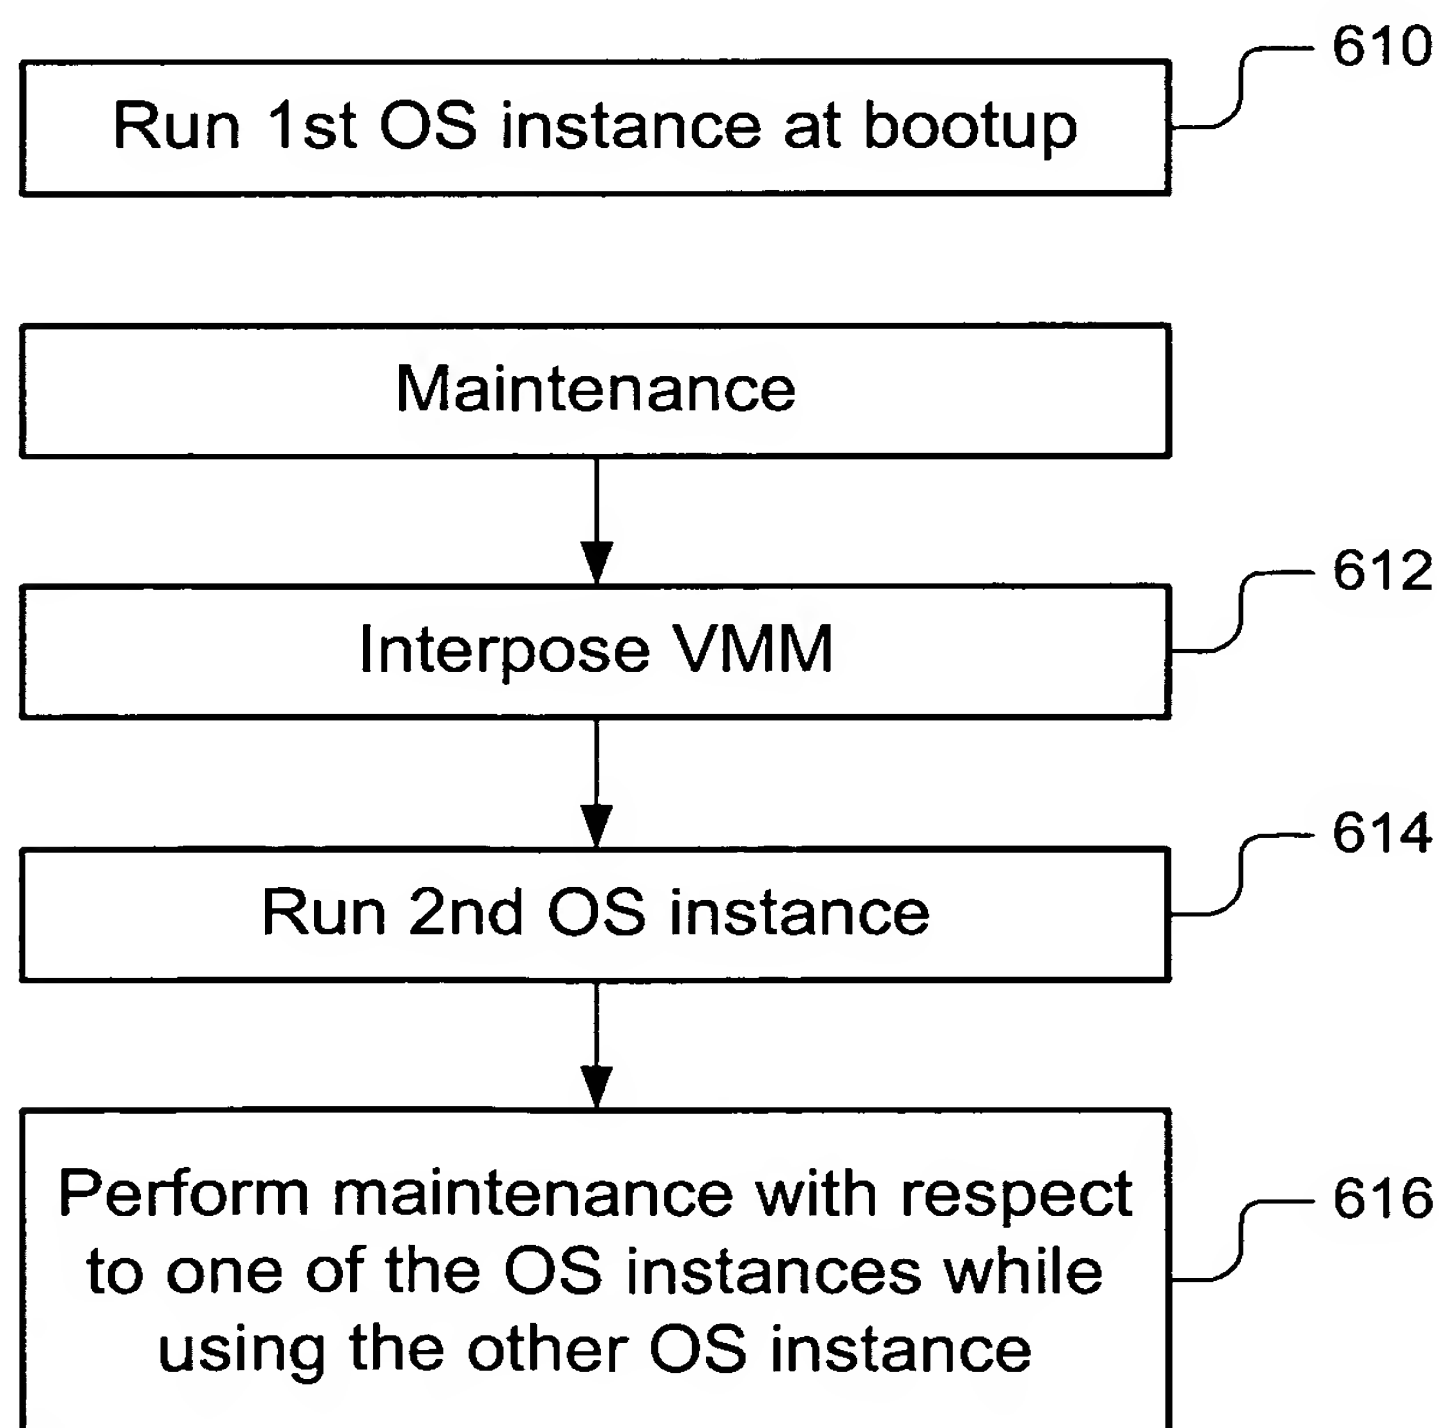 610
Run 1st OS instance at bootup
Maintenance
612
Interpose VMM
614
Run 2nd OS instance
616
Perform maintenance with respect
to one of the OS instances while
using the other OS instance